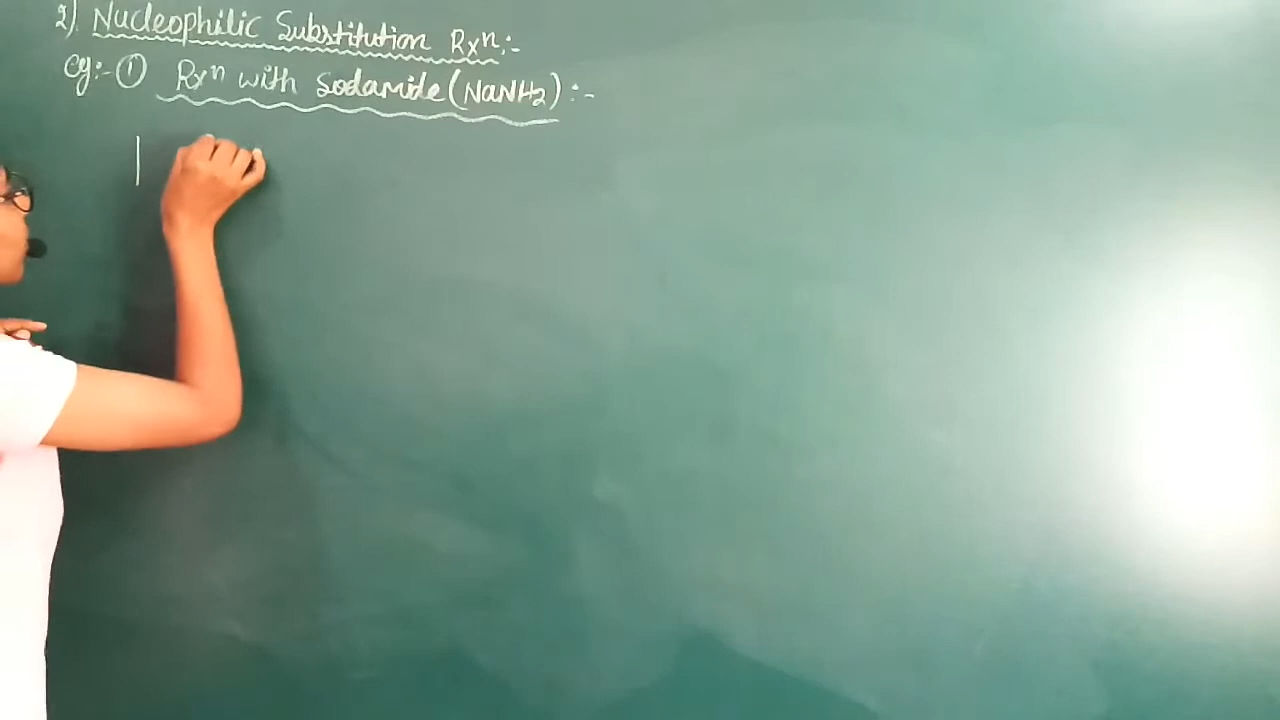 2) Nucleophilic Substitution Rxⁿ:-
eg:- ① Rxⁿ with Sodamide (NaNH₂) :-